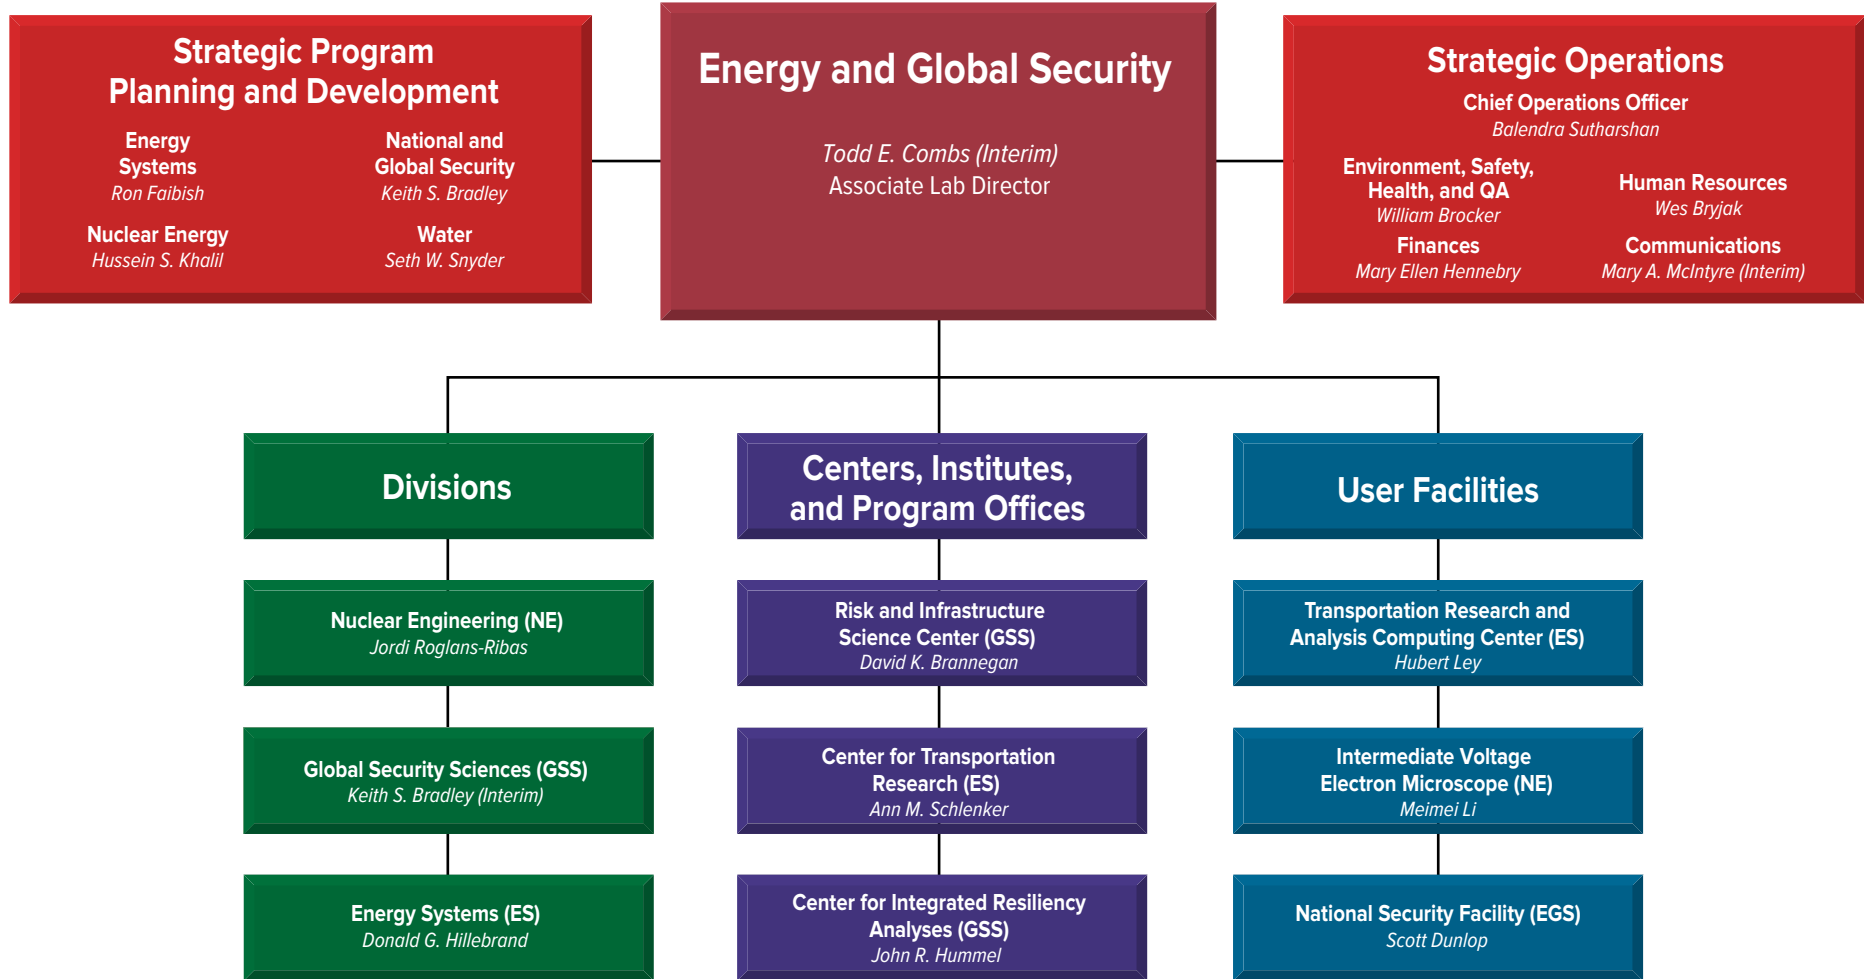 Strategic Program
Planning and Development
Energy
Systems
Ron Faibish
National and
Global Security
Keith S. Bradley
Nuclear Energy
Hussein S. Khalil
Water
Seth W. Snyder
Energy and Global Security
Todd E. Combs (Interim)
Associate Lab Director
Strategic Operations
Chief Operations Officer
Balendra Sutharshan
Environment, Safety,
Health, and QA
William Brocker
Human Resources
Wes Bryjak
Finances
Mary Ellen Hennebry
Communications
Mary A. McIntyre (Interim)
Divisions
Nuclear Engineering (NE)
Jordi Roglans-Ribas
Global Security Sciences (GSS)
Keith S. Bradley (Interim)
Energy Systems (ES)
Donald G. Hillebrand
Centers, Institutes,
and Program Offices
Risk and Infrastructure
Science Center (GSS)
David K. Brannegan
Center for Transportation
Research (ES)
Ann M. Schlenker
Center for Integrated Resiliency
Analyses (GSS)
John R. Hummel
User Facilities
Transportation Research and
Analysis Computing Center (ES)
Hubert Ley
Intermediate Voltage
Electron Microscope (NE)
Meimei Li
National Security Facility (EGS)
Scott Dunlop